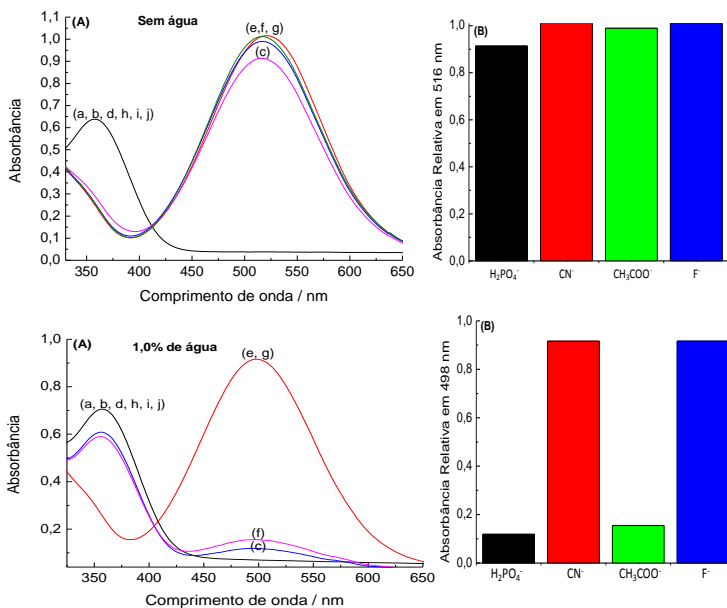 (A)
Sem água
(e,f, g)
(c)
(a, b, d, h, i, j)
1,1
1,0
0,9
0,8
0,7
0,6
0,5
0,4
0,3
0,2
0,1
0,0
Absorbância
350 400 450 500 550 600 650
Comprimento de onda / nm
(B)
1,0
0,8
0,6
0,4
0,2
0,0
Absorbância Relativa em 516 nm
H₂PO₄⁻ CN⁻ CH₃COO⁻ F⁻
(A)
1,0% de água
(e, g)
(a, b, d, h, i, j)
(f)
(c)
1,0
0,8
0,6
0,4
0,2
Absorbância
350 400 450 500 550 600 650
Comprimento de onda / nm
(B)
1,0
0,8
0,6
0,4
0,2
0,0
Absorbância Relativa em 498 nm
H₂PO₄⁻ CN⁻ CH₃COO⁻ F⁻